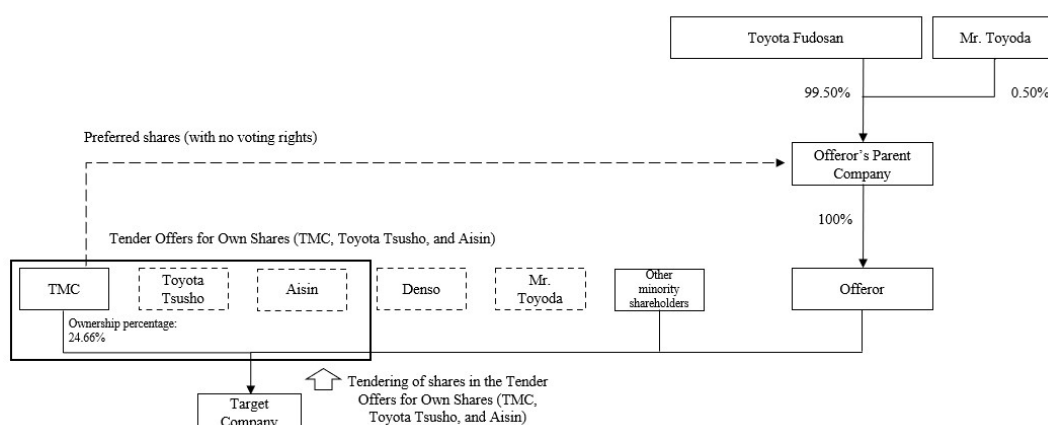 Toyota Fudosan
Mr. Toyoda
99.50%
0.50%
Preferred shares (with no voting rights)
Offeror's Parent
Company
100%
Tender Offers for Own Shares (TMC, Toyota Tsusho, and Aisin)
TMC
Toyota
Tsusho
Aisin
Denso
Mr.
Toyoda
Other
minority
shareholders
Offeror
Ownership percentage:
24.66%
Tendering of shares in the Tender
Offers for Own Shares (TMC,
Toyota Tsusho, and Aisin)
Target
Company